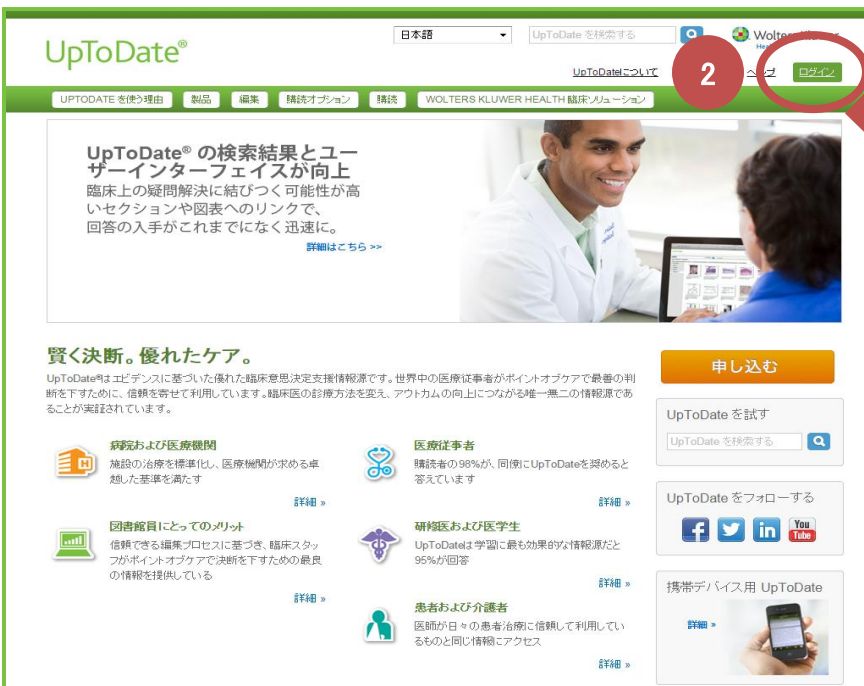 日本語
UpToDate を検索する
UpToDate®
Wolters
UpToDateについて
2
ログイン
UPTODATE を使う理由
製品
編集
購読オプション
購読
WOLTERS KLUWER HEALTH 臨床ソリューション
UpToDate® の検索結果とユー
ザーインターフェイスが向上
臨床上の疑問解決に結びつく可能性が高
いセクションや図表へのリンクで、
回答の入手がこれまでになく迅速に。
詳細はこちら >>
賢く決断。優れたケア。
UpToDate®はエビデンスに基づいた優れた臨床意思決定支援情報源です。世界中の医療従事者がポイントオブケアで最善の判
断を下すために、信頼を寄せて利用しています。臨床医の診療方法を変え、アウトカムの向上につながる唯一無二の情報源であ
ることが実証されています。
病院および医療機関
施設の治療を標準化し、医療機関が求める卓
越した基準を満たす
詳細 »
図書館員にとってのメリット
信頼できる編集プロセスに基づき、臨床スタッ
フがポイントオブケアで決断を下すための最良
の情報を提供している
詳細 »
医療従事者
購読者の98%が、同僚にUpToDateを奨めると
答えています
詳細 »
研修医および医学生
UpToDateは学習に最も効果的な情報源だと
95%が回答
詳細 »
患者および介護者
医師が日々の患者治療に信頼して利用してい
るものと同じ情報にアクセス
詳細 »
申し込む
UpToDate を試す
UpToDate を検索する
UpToDate をフォローする
You
Tube
携帯デバイス用 UpToDate
詳細 »